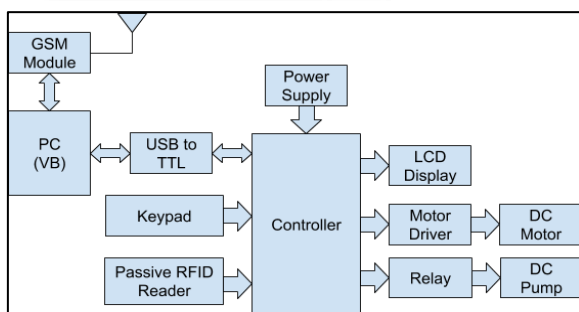 GSM
Module
Power
Supply
PC
(VB)
USB to
TTL
LCD
Display
Keypad
Controller
Motor
Driver
DC
Motor
Passive RFID
Reader
Relay
DC
Pump